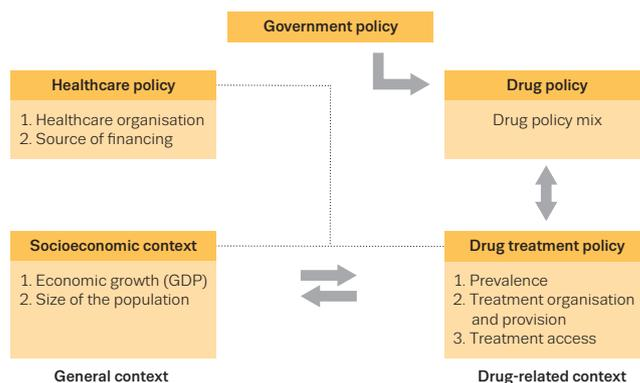 Government policy
Healthcare policy
1. Healthcare organisation
2. Source of financing
Drug policy
Drug policy mix
Socioeconomic context
1. Economic growth (GDP)
2. Size of the population
Drug treatment policy
1. Prevalence
2. Treatment organisation
and provision
3. Treatment access
General context
Drug-related context